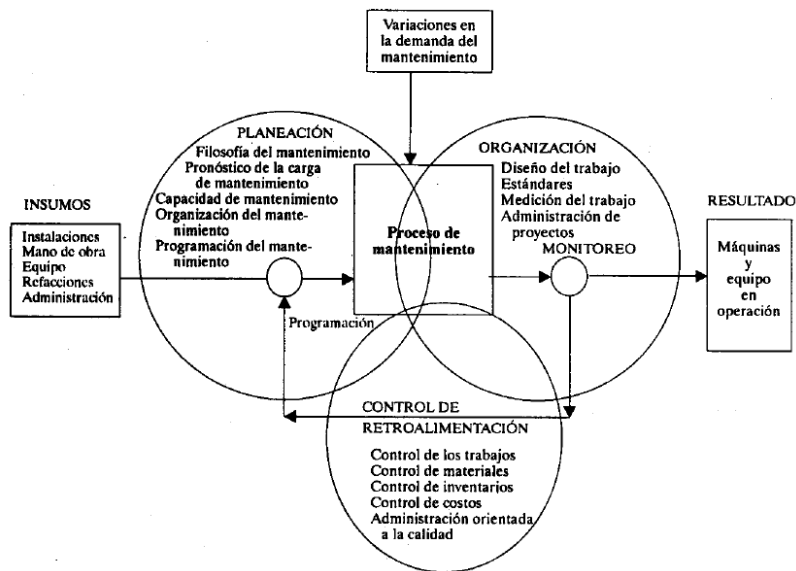 Variaciones en
la demanda del
mantenimiento
PLANEACIÓN
Filosofía del mantenimiento
Pronóstico de la carga
de mantenimiento
Capacidad de mantenimiento
Organización del mante-
nimiento
Programación del mante-
nimiento
ORGANIZACIÓN
Diseño del trabajo
Estándares
Medición del trabajo
Administración de
proyectos
MONITOREO
INSUMOS
Instalaciones
Mano de obra
Equipo
Refacciones
Administración
Proceso de
mantenimiento
RESULTADO
Máquinas
y
equipo
en
operación
Programación
CONTROL DE
RETROALIMENTACIÓN
Control de los trabajos
Control de materiales
Control de inventarios
Control de costos
Administración orientada
a la calidad